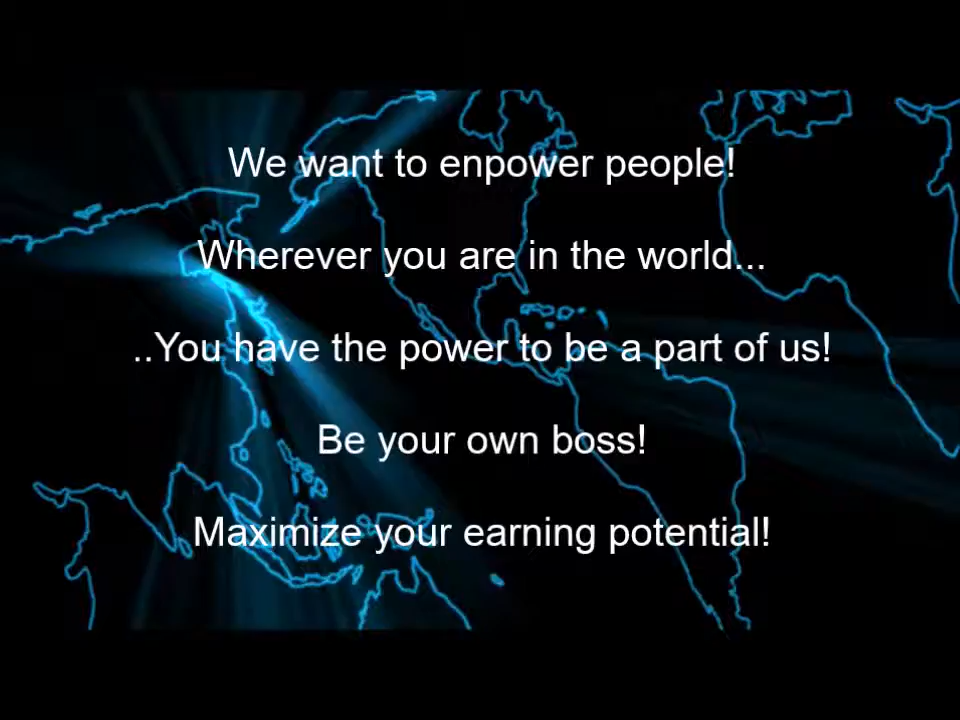 We want to enpower people!
Wherever you are in the world...
..You have the power to be a part of us!
Be your own boss!
Maximize your earning potential!